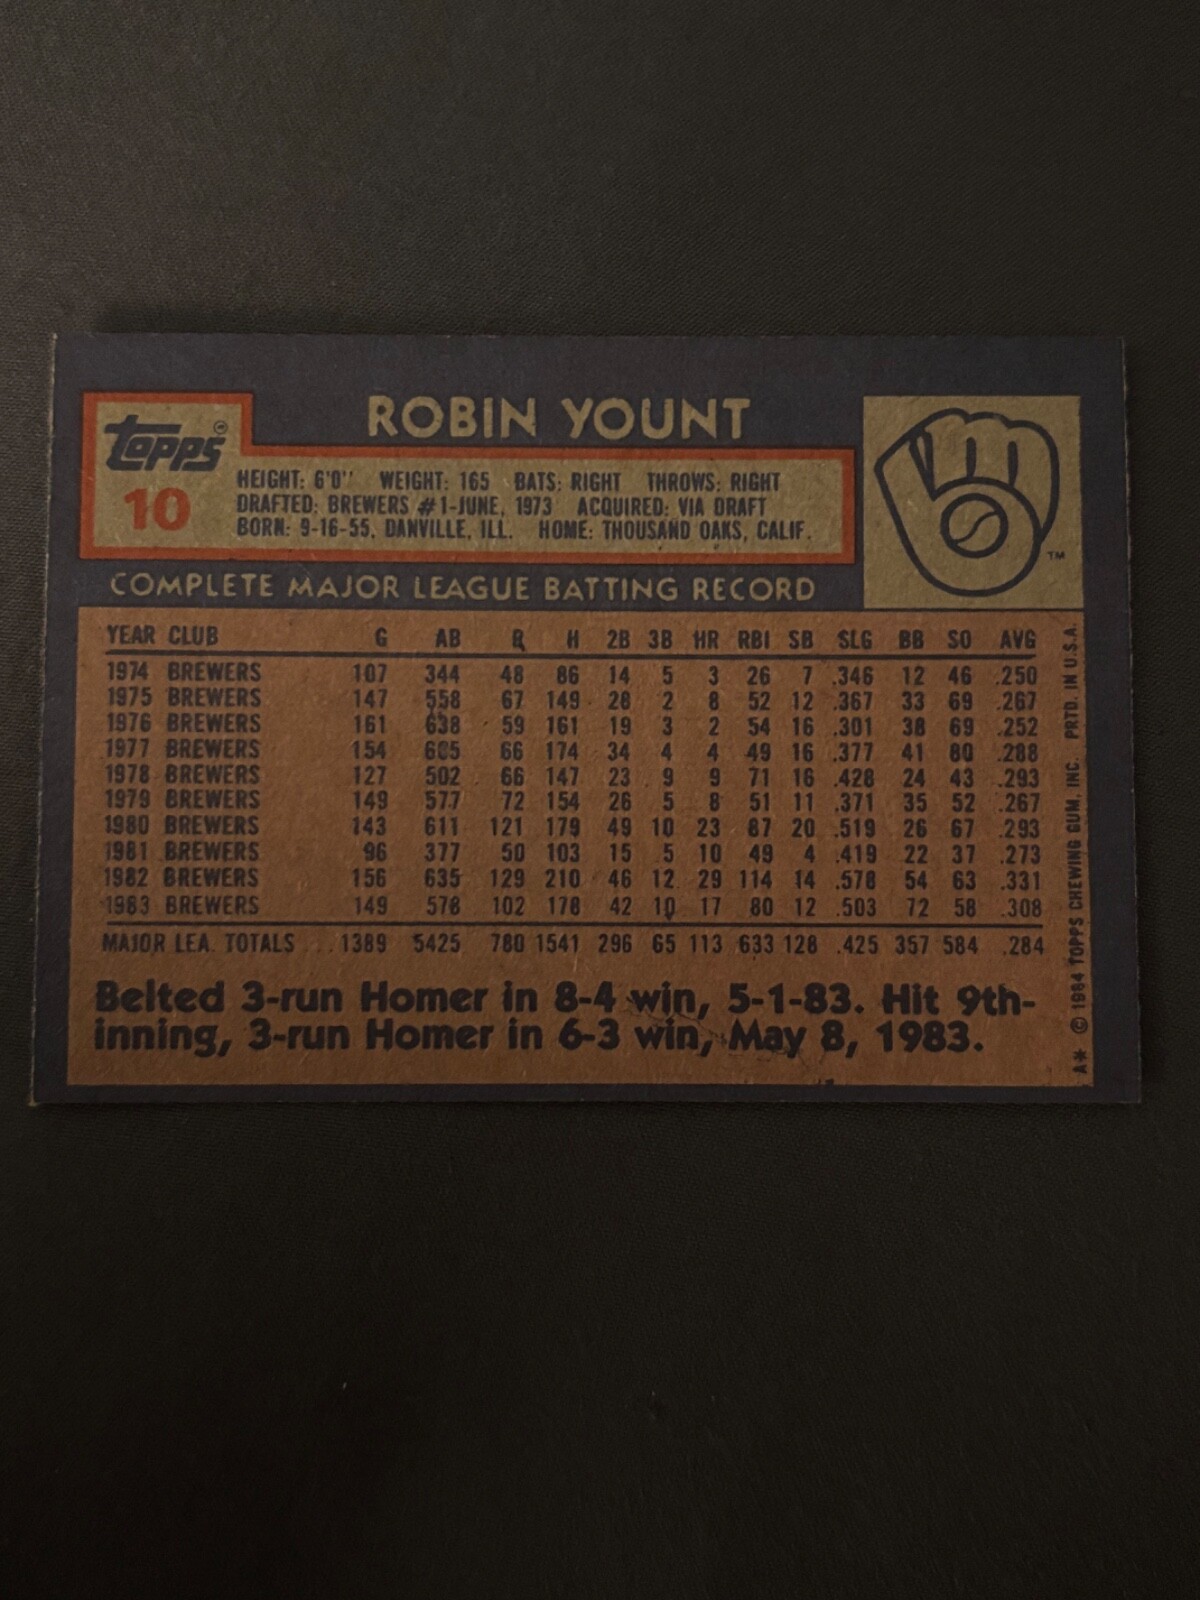 ROBIN YOUNT
Topps®
10
HEIGHT: 6'0" WEIGHT: 165 BATS: RIGHT THROWS: RIGHT
DRAFTED: BREWERS #1-JUNE, 1973 ACQUIRED: VIA DRAFT
BORN: 9-16-55, DANVILLE, ILL. HOME: THOUSAND OAKS, CALIF.
m b TM
COMPLETE MAJOR LEAGUE BATTING RECORD
YEAR CLUB G AB R H 2B 3B HR RBI SB SLG BB SO AVG
1974 BREWERS 107 344 48 86 14 5 3 26 7 .346 12 46 .250
1975 BREWERS 147 558 67 149 28 2 8 52 12 .367 33 69 .267
1976 BREWERS 161 638 59 161 19 3 2 54 16 .301 38 69 .252
1977 BREWERS 154 605 66 174 34 4 4 49 16 .377 41 80 .288
1978 BREWERS 127 502 66 147 23 9 9 71 16 .428 24 43 .293
1979 BREWERS 149 577 72 154 26 5 8 51 11 .371 35 52 .267
1980 BREWERS 143 611 121 179 49 10 23 87 20 .519 26 67 .293
1981 BREWERS 96 377 50 103 15 5 10 49 4 .419 22 37 .273
1982 BREWERS 156 635 129 210 46 12 29 114 14 .578 54 63 .331
1983 BREWERS 149 578 102 178 42 10 17 80 12 .503 72 58 .308
MAJOR LEA. TOTALS ... 1389 5425 780 1541 296 65 113 633 128 .425 357 584 .284
Belted 3-run Homer in 8-4 win, 5-1-83. Hit 9th-
inning, 3-run Homer in 6-3 win, May 8, 1983.
A* © 1984 TOPPS CHEWING GUM, INC. PRTD. IN U.S.A.